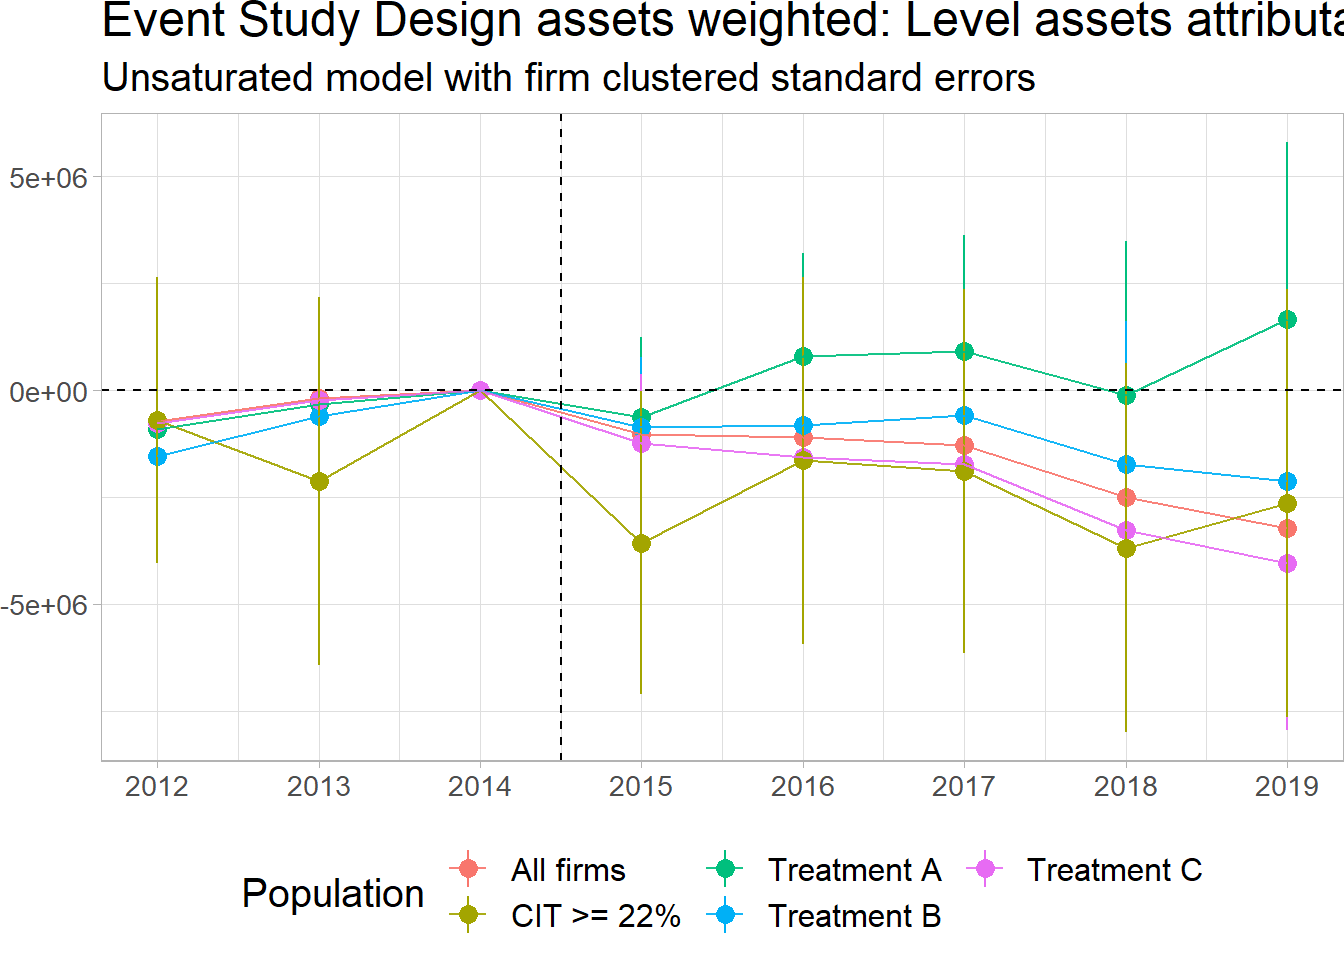 Event Study Design assets weighted: Level assets
Unsaturated model with firm clustered standard errors
5e+06
0e+00
-5e+06
2012 2013 2014 2015 2016 2017 2018 2019
Population
All firms Treatment A Treatment C
CIT >= 22% Treatment B